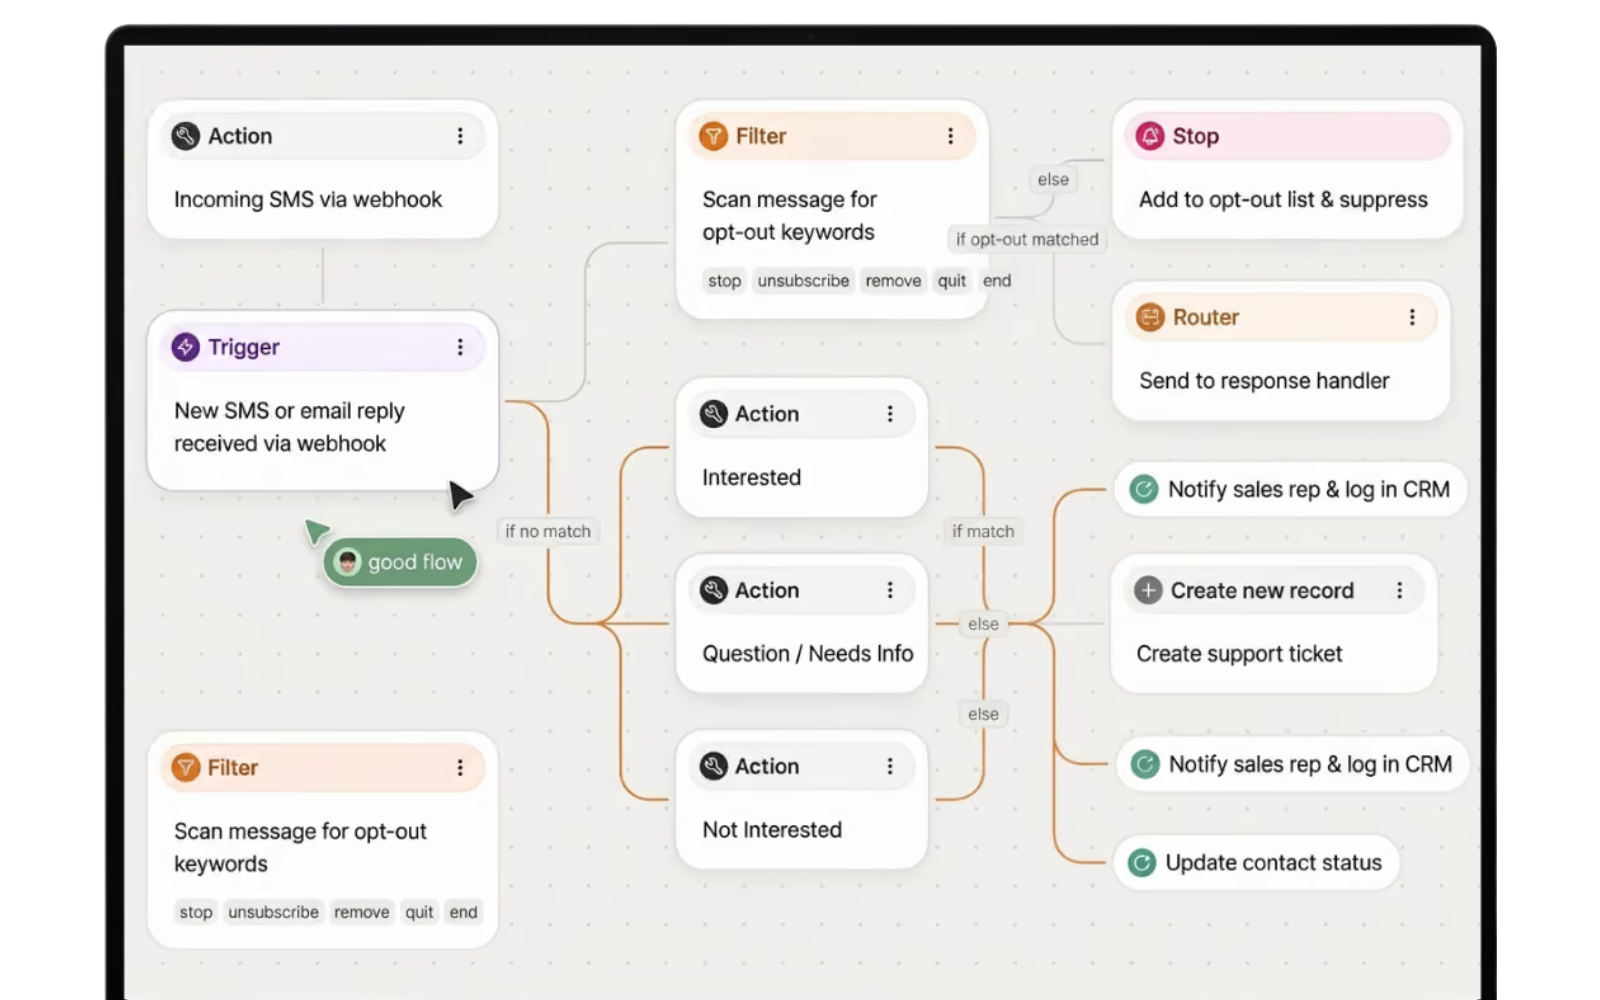 Action
Incoming SMS via webhook
Trigger
New SMS or email reply
received via webhook
good flow
Filter
Scan message for opt-out
keywords
stop unsubscribe remove quit end
if no match
Filter
Scan message for
opt-out keywords
stop unsubscribe remove quit end
Action
Interested
Action
Question / Needs Info
Action
Not Interested
else
if opt-out matched
if match
else
else
Stop
Add to opt-out list & suppress
Router
Send to response handler
Notify sales rep & log in CRM
Create new record
Create support ticket
Notify sales rep & log in CRM
Update contact status